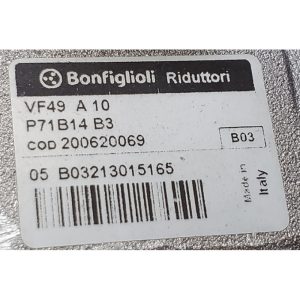 Bonfiglioli Riduttori
VF49 A 10
P71B14 B3
COD 200620069
B03
05 B03213015165
Made in
Italy